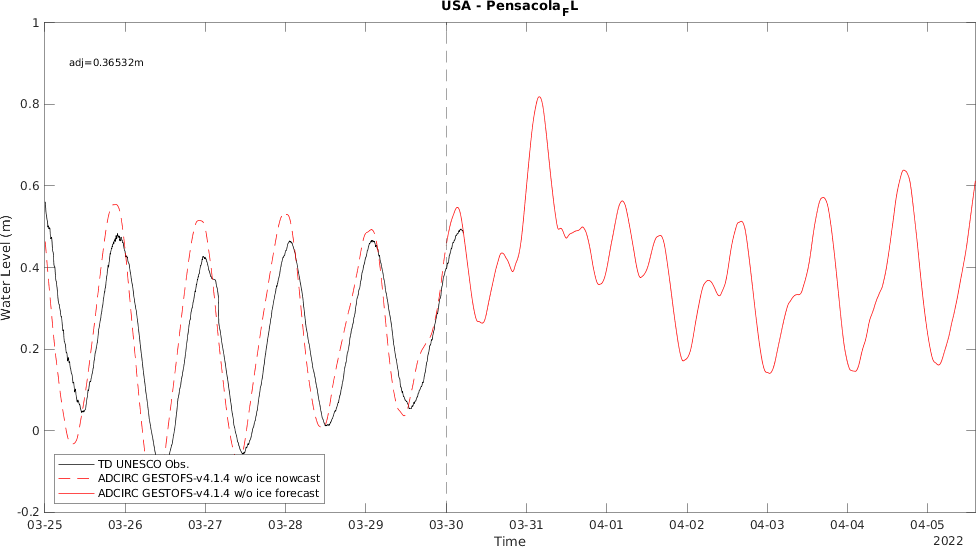 USA - Pensacola_FL
adj=0.36532m
1
0.8
0.6
0.4
0.2
0
-0.2
Water Level (m)
TD UNESCO Obs.
ADCIRC GESTOFS-v4.1.4 w/o ice nowcast
ADCIRC GESTOFS-v4.1.4 w/o ice forecast
03-25 03-26 03-27 03-28 03-29 03-30 03-31 04-01 04-02 04-03 04-04 04-05
Time
2022